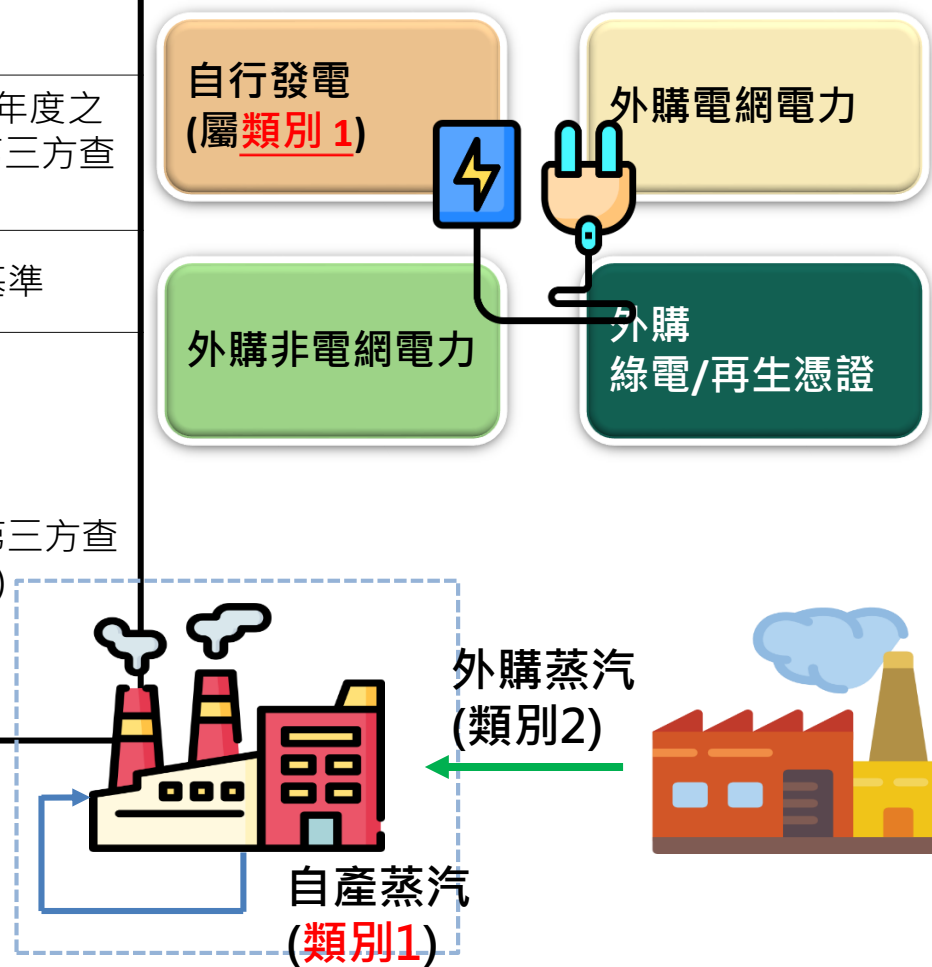 年度之
三方查
準
三方查
)
自行發電
(屬類別 1)
外購電網電力
外購非電網電力
外購
綠電/再生憑證
外購蒸汽
(類別2)
自產蒸汽
(類別1)